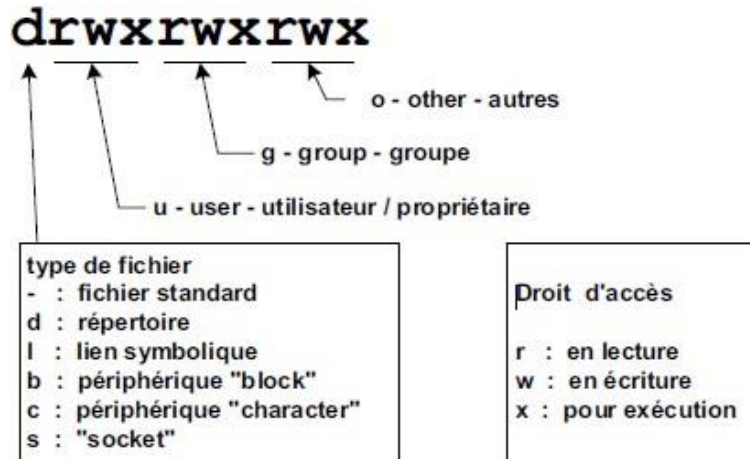 drwxrwxrwx
o - other - autres
g - group - groupe
u - user - utilisateur / propriétaire
type de fichier
- : fichier standard
d : répertoire
l : lien symbolique
b : périphérique "block"
c : périphérique "character"
s : "socket"
Droit d'accès
r : en lecture
w : en écriture
x : pour exécution